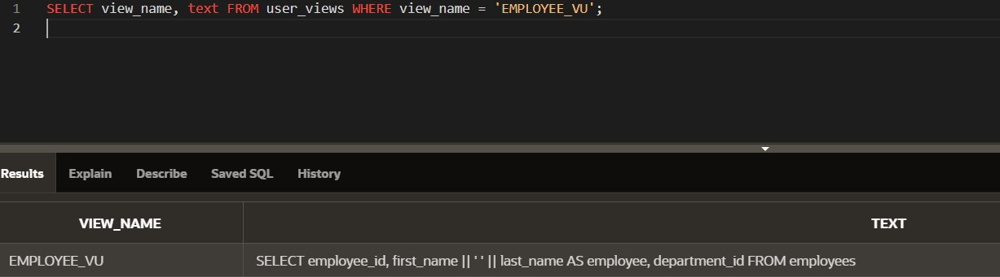 1 SELECT view_name, text FROM user_views WHERE view_name = 'EMPLOYEE_VU';
2
Results Explain Describe Saved SQL History
VIEW_NAME TEXT
EMPLOYEE_VU SELECT employee_id, first_name || ' ' || last_name AS employee, department_id FROM employees